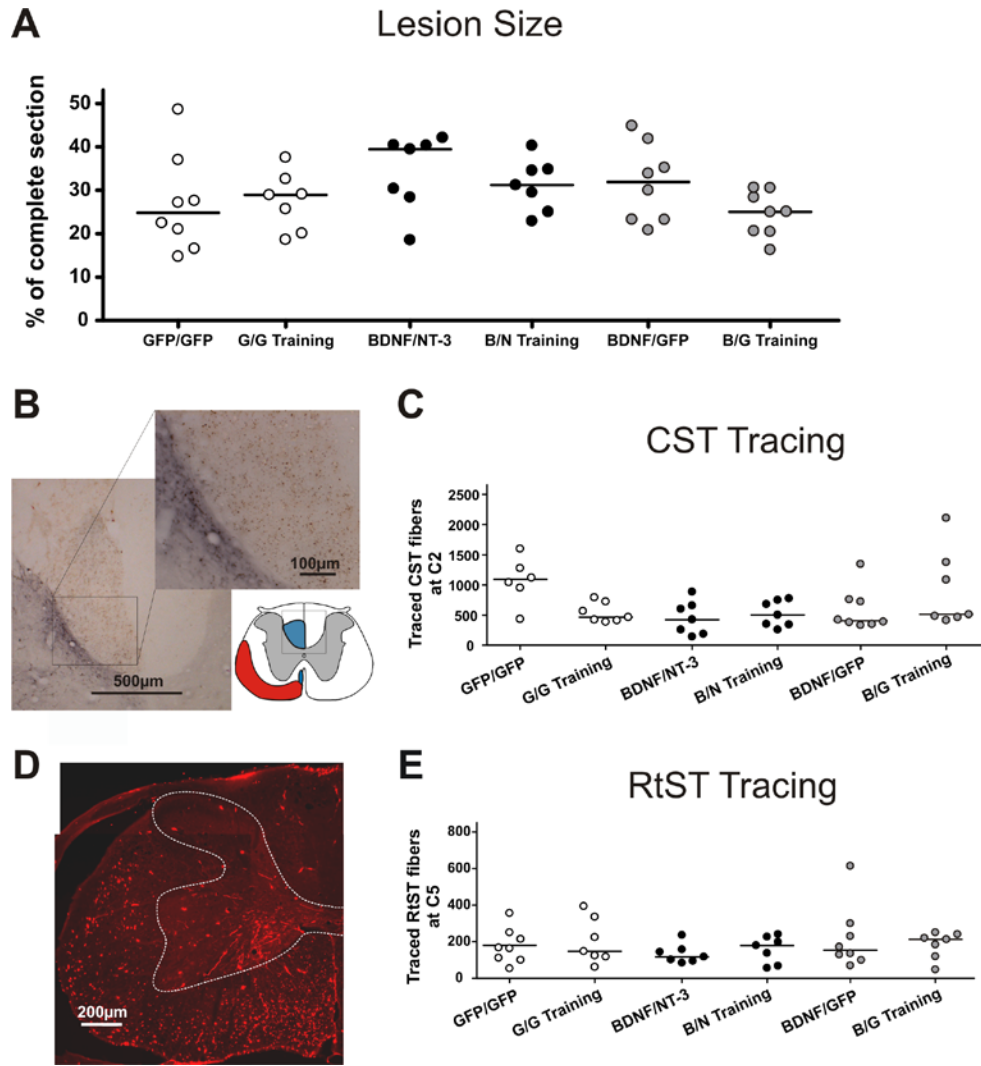 A
Lesion Size
% of complete section
50
40
30
20
10
0
GFP/GFP
G/G Training
BDNF/NT-3
B/N Training
BDNF/GFP
B/G Training
B
100µm
500µm
C
CST Tracing
Traced CST fibers
at C2
2500
2000
1500
1000
500
0
GFP/GFP
G/G Training
BDNF/NT-3
B/N Training
BDNF/GFP
B/G Training
D
200µm
E
RtST Tracing
Traced RtST fibers
at C5
800
600
400
200
0
GFP/GFP
G/G Training
BDNF/NT-3
B/N Training
BDNF/GFP
B/G Training